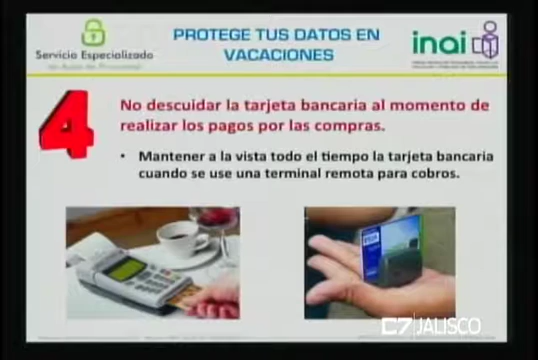 PROTEGE TUS DATOS EN
VACACIONES
Servicio Especializado
inai
4
No descuidar la tarjeta bancaria al momento de
realizar los pagos por las compras.
• Mantener a la vista todo el tiempo la tarjeta bancaria
cuando se use una terminal remota para cobros.
C7 JALISCO